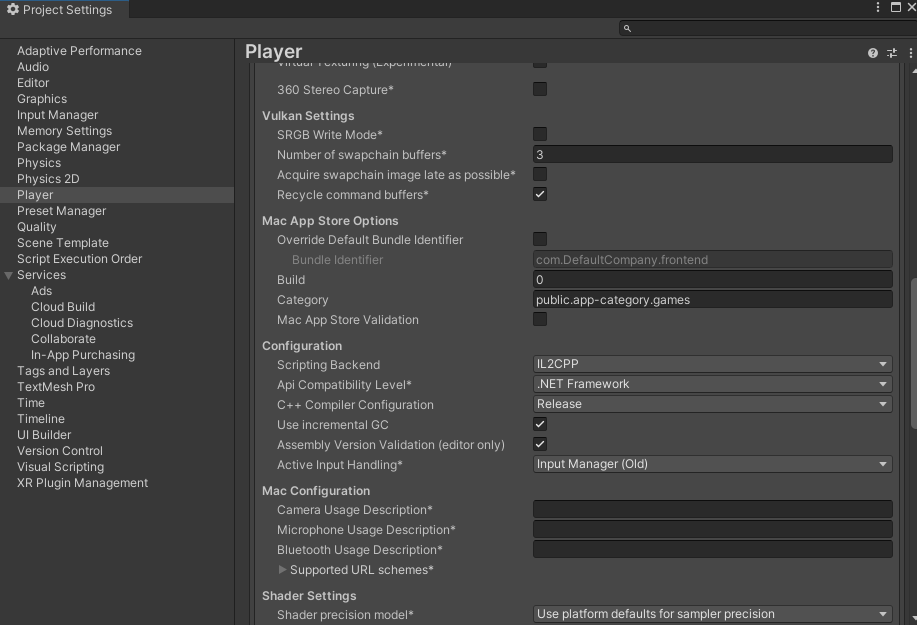 Project Settings
Adaptive Performance
Audio
Editor
Graphics
Input Manager
Memory Settings
Package Manager
Physics
Physics 2D
Player
Preset Manager
Quality
Scene Template
Script Execution Order
Services
Ads
Cloud Build
Cloud Diagnostics
Collaborate
In-App Purchasing
Tags and Layers
TextMesh Pro
Time
Timeline
UI Builder
Version Control
Visual Scripting
XR Plugin Management
Player
Virtual Texturing (Experimental)
360 Stereo Capture*
Vulkan Settings
SRGB Write Mode*
Number of swapchain buffers* 3
Acquire swapchain image late as possible*
Recycle command buffers*
Mac App Store Options
Override Default Bundle Identifier
Bundle Identifier com.DefaultCompany.frontend
Build 0
Category public.app-category.games
Mac App Store Validation
Configuration
Scripting Backend IL2CPP
Api Compatibility Level* .NET Framework
C++ Compiler Configuration Release
Use incremental GC
Assembly Version Validation (editor only)
Active Input Handling* Input Manager (Old)
Mac Configuration
Camera Usage Description*
Microphone Usage Description*
Bluetooth Usage Description*
Supported URL schemes*
Shader Settings
Shader precision model* Use platform defaults for sampler precision